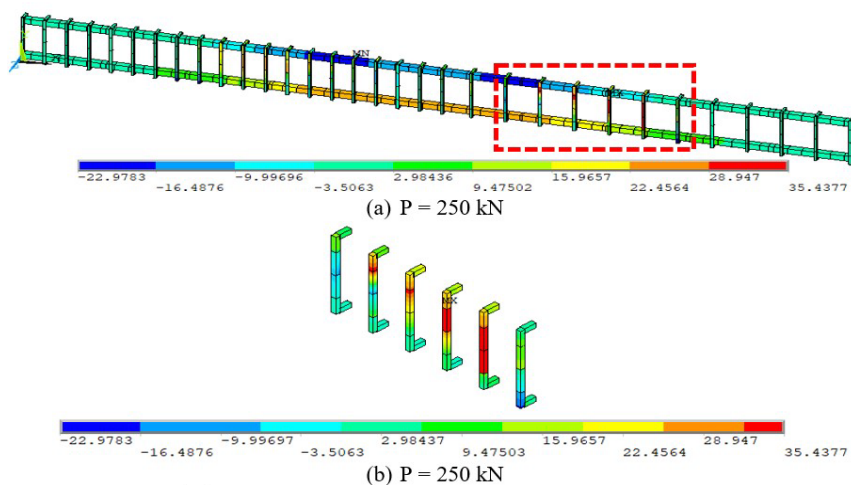 MN
-22.9783 -9.99696 2.98436 15.9657 28.947
-16.4876 -3.5063 9.47502 22.4564 35.4377
(a) P = 250 kN
MX
-22.9783 -9.99697 2.98437 15.9657 28.947
-16.4876 -3.5063 9.47503 22.4564 35.4377
(b) P = 250 kN